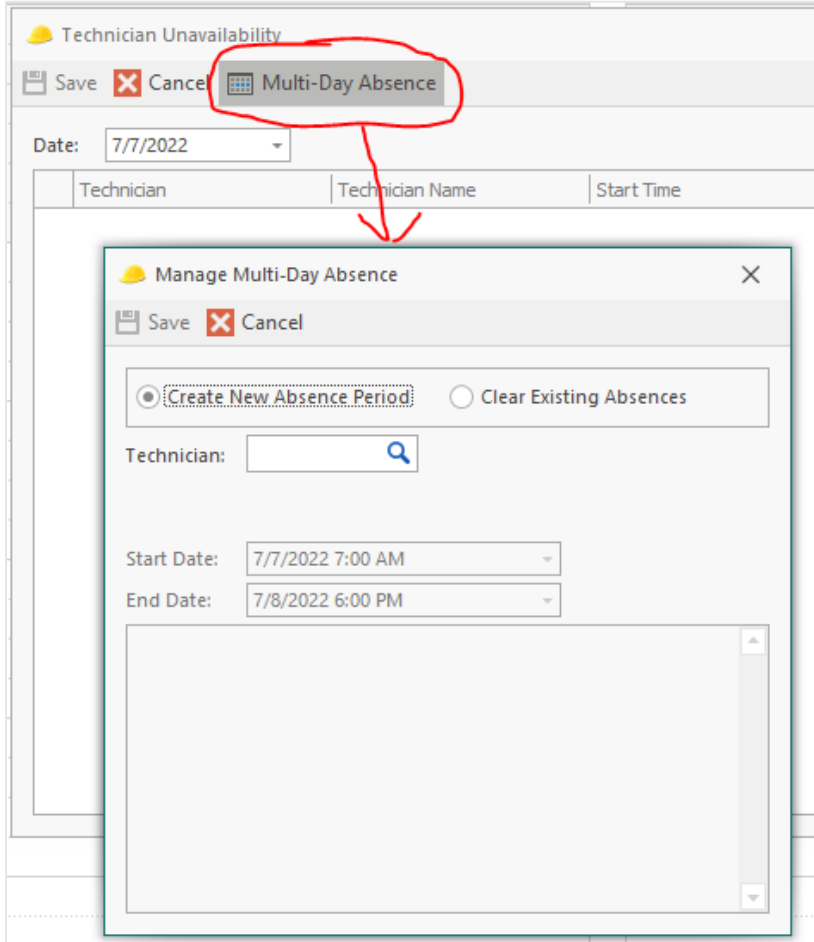 Technician Unavailability
Save Cancel Multi-Day Absence
Date: 7/7/2022
Technician Technician Name Start Time
Manage Multi-Day Absence
Save Cancel
Create New Absence Period Clear Existing Absences
Technician:
Start Date: 7/7/2022 7:00 AM
End Date: 7/8/2022 6:00 PM